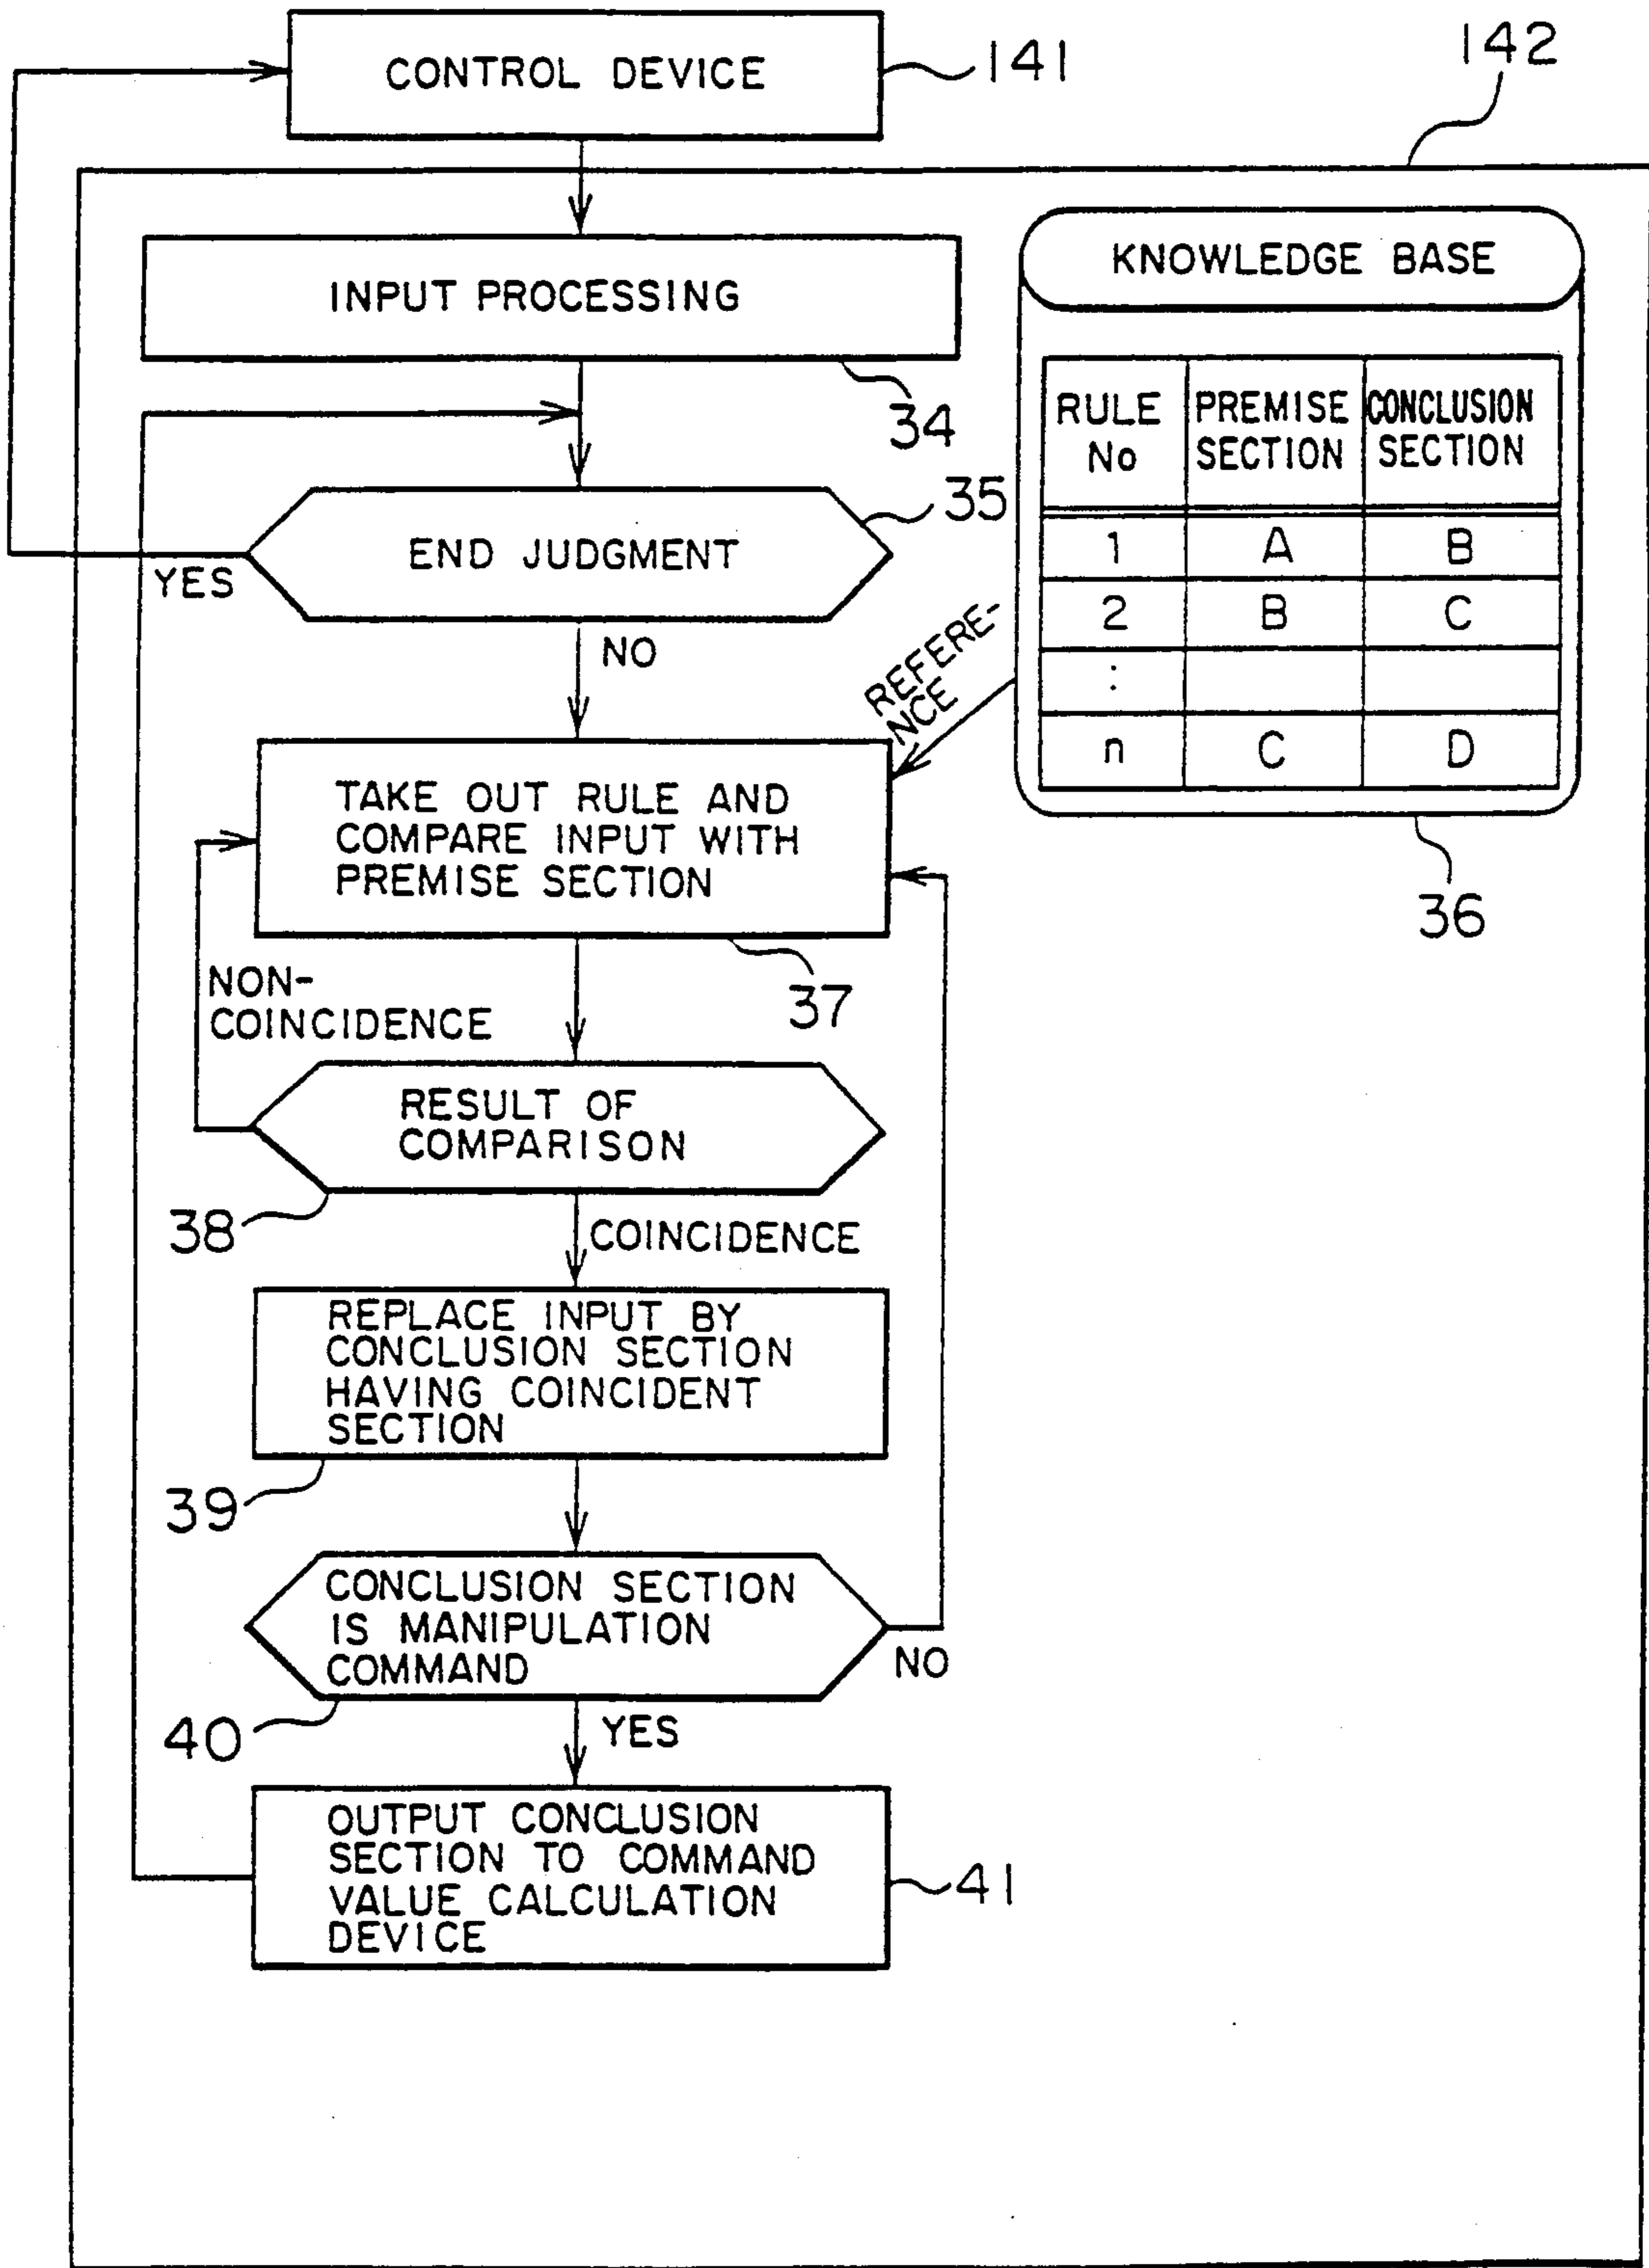 CONTROL DEVICE
141
142
INPUT PROCESSING
34
KNOWLEDGE BASE
RULE No
PREMISE SECTION
CONCLUSION SECTION
1 A B
2 B C
:
n C D
36
END JUDGMENT
35
YES
NO
REFERE-
NCE
TAKE OUT RULE AND
COMPARE INPUT WITH
PREMISE SECTION
37
NON-
COINCIDENCE
RESULT OF
COMPARISON
38
COINCIDENCE
REPLACE INPUT BY
CONCLUSION SECTION
HAVING COINCIDENT
SECTION
39
CONCLUSION SECTION
IS MANIPULATION
COMMAND
NO
40
YES
OUTPUT CONCLUSION
SECTION TO COMMAND
VALUE CALCULATION
DEVICE
41